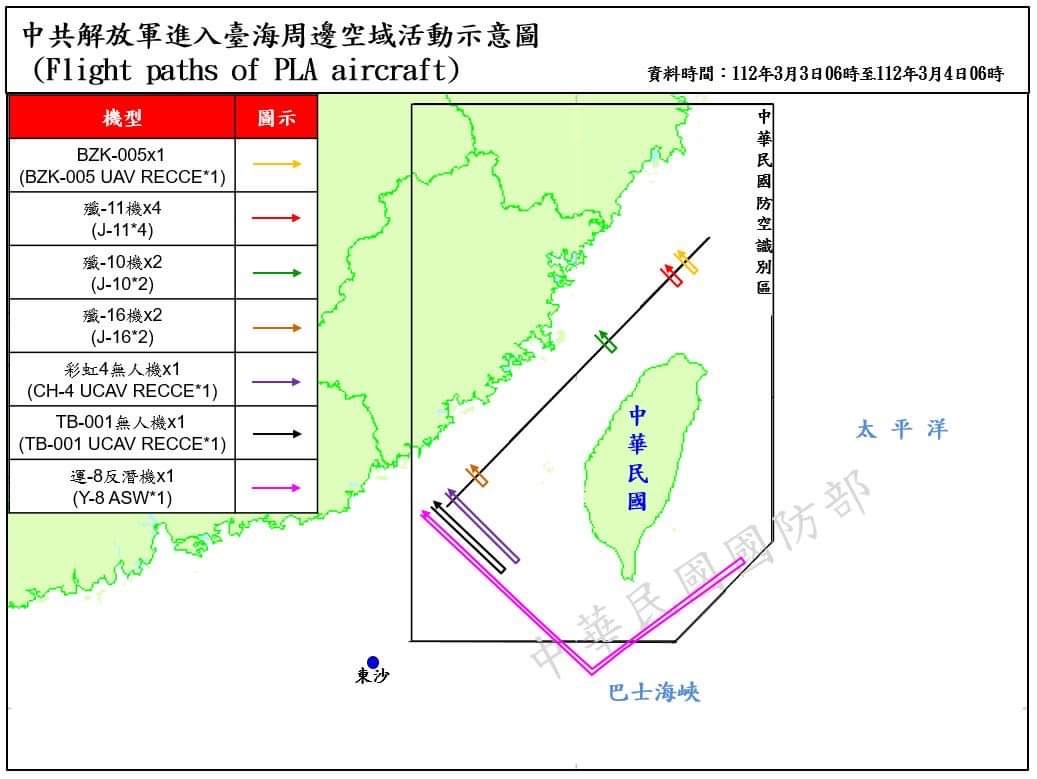 中共解放軍進入臺海周邊空域活動示意圖
(Flight paths of PLA aircraft)
資料時間：112年3月3日06時至112年3月4日06時
機型
圖示
BZK-005x1
(BZK-005 UAV RECCE*1)
殲-11機x4
(J-11*4)
殲-10機x2
(J-10*2)
殲-16機x2
(J-16*2)
彩虹4無人機x1
(CH-4 UCAV RECCE*1)
TB-001無人機x1
(TB-001 UCAV RECCE*1)
運-8反潛機x1
(Y-8 ASW*1)
中華民國防空識別區
中華民國
太平洋
中華民國國防部
東沙
巴士海峽